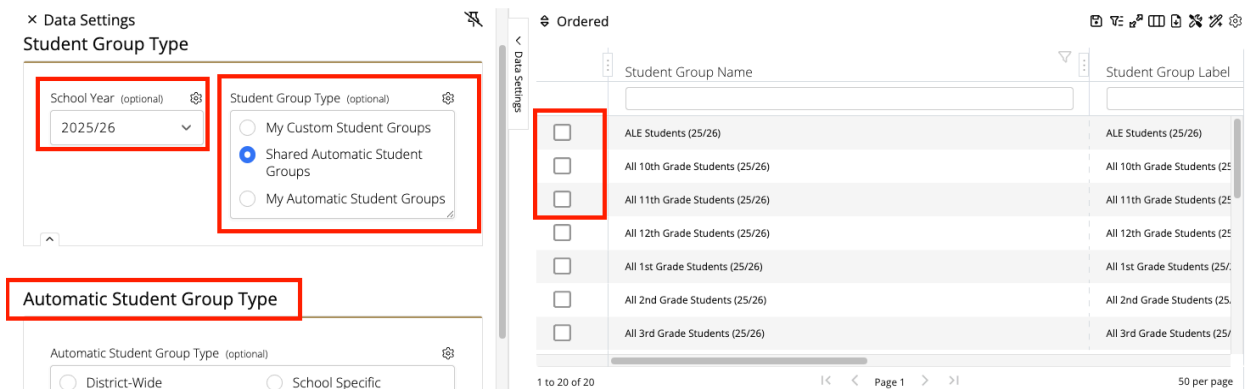 × Data Settings
Student Group Type
School Year (optional)
2025/26
Student Group Type (optional)
My Custom Student Groups
Shared Automatic Student
Groups
My Automatic Student Groups
Automatic Student Group Type
Automatic Student Group Type (optional)
District-Wide
School Specific
Data Settings
Ordered
Student Group Name
Student Group Label
ALE Students (25/26)
ALE Students (25/26)
All 10th Grade Students (25/26)
All 10th Grade Students (25
All 11th Grade Students (25/26)
All 11th Grade Students (25
All 12th Grade Students (25/26)
All 12th Grade Students (25
All 1st Grade Students (25/26)
All 1st Grade Students (25/
All 2nd Grade Students (25/26)
All 2nd Grade Students (25
All 3rd Grade Students (25/26)
All 3rd Grade Students (25/
1 to 20 of 20
Page 1
50 per page